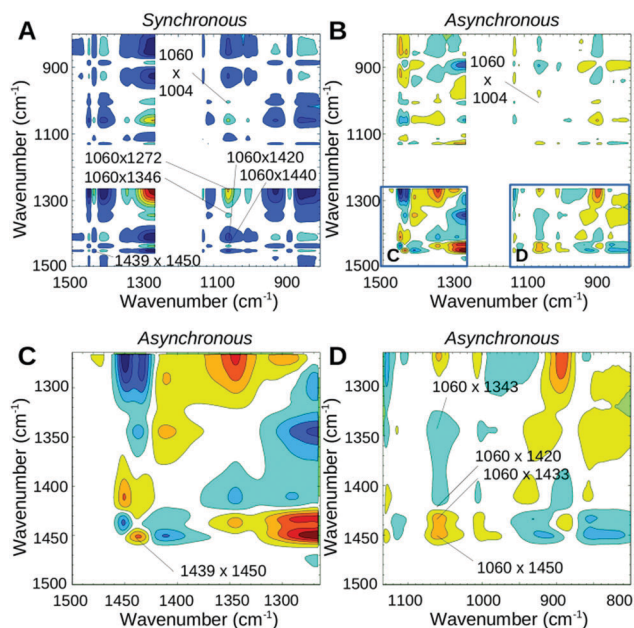 A
Synchronous
1060
x
1004
900
1100
1300
1500
Wavenumber (cm-1)
1060x1272
1060x1346
1060x1420
1060x1440
1439 x 1450
1500 1300 1100 900
Wavenumber (cm-1)
B
Asynchronous
1060
x
1004
900
1100
1300
1500
Wavenumber (cm-1)
C
D
1500 1300 1100 900
Wavenumber (cm-1)
C
Asynchronous
1300
1350
1400
1450
1500
Wavenumber (cm-1)
1439 x 1450
1500 1450 1400 1350 1300
Wavenumber (cm-1)
D
Asynchronous
1300
1350
1400
1450
1500
Wavenumber (cm-1)
1060 x 1343
1060 x 1420
1060 x 1433
1060 x 1450
1100 1000 900 800
Wavenumber (cm-1)